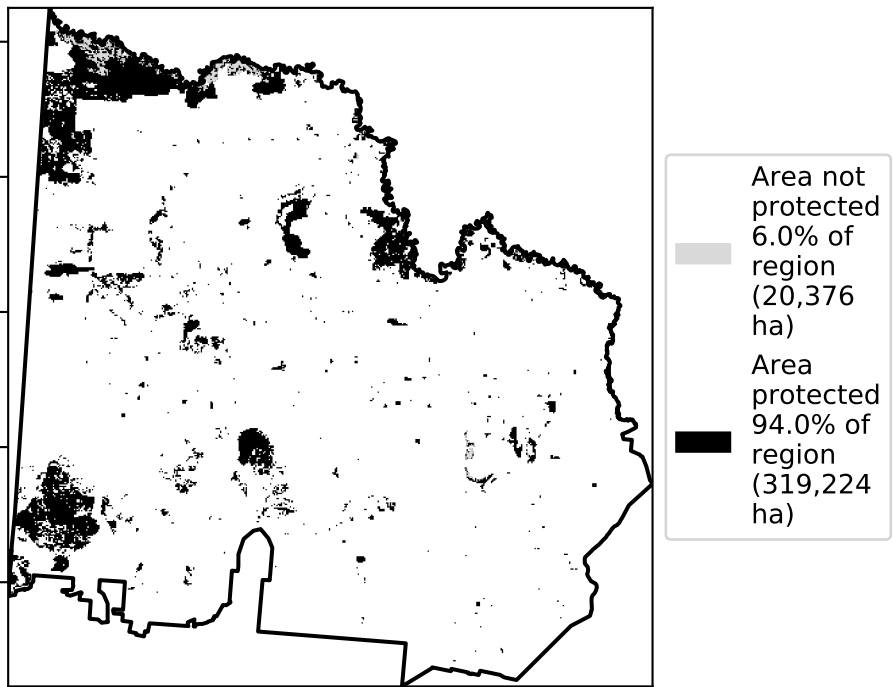 Area not
protected
6.0% of
region
(20,376
ha)
Area
protected
94.0% of
region
(319,224
ha)